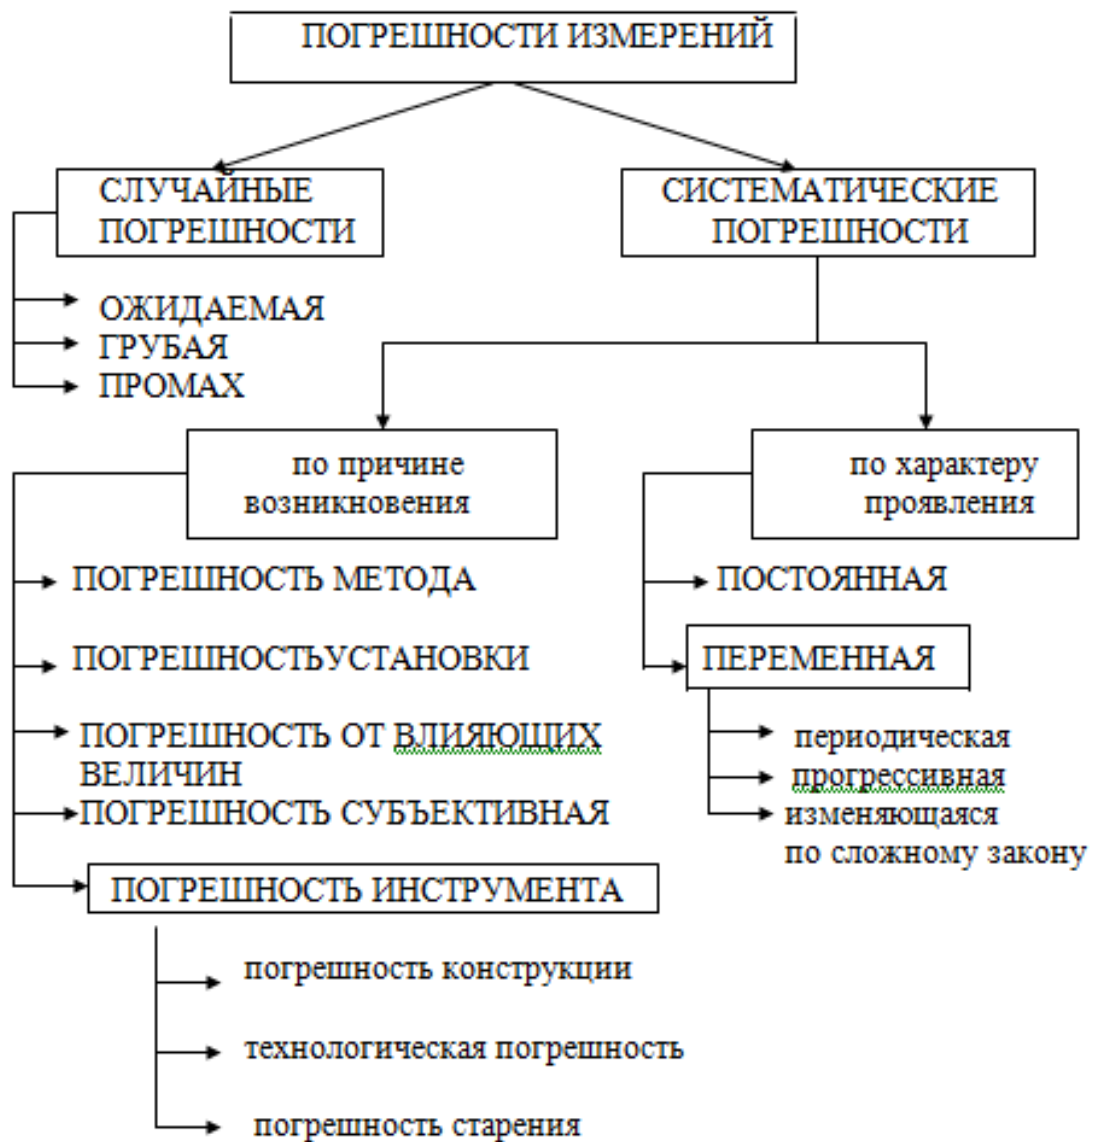 ПОГРЕШНОСТИ ИЗМЕРЕНИЙ
СЛУЧАЙНЫЕ
ПОГРЕШНОСТИ
ОЖИДАЕМАЯ
ГРУБАЯ
ПРОМАХ
СИСТЕМАТИЧЕСКИЕ
ПОГРЕШНОСТИ
по причине
возникновения
ПОГРЕШНОСТЬ МЕТОДА
ПОГРЕШНОСТЬУСТАНОВКИ
ПОГРЕШНОСТЬ ОТ ВЛИЯЮЩИХ
ВЕЛИЧИН
ПОГРЕШНОСТЬ СУБЪЕКТИВНАЯ
ПОГРЕШНОСТЬ ИНСТРУМЕНТА
погрешность конструкции
технологическая погрешность
погрешность старения
по характеру
проявления
ПОСТОЯННАЯ
ПЕРЕМЕННАЯ
периодическая
прогрессивная
изменяющаяся
по сложному закону